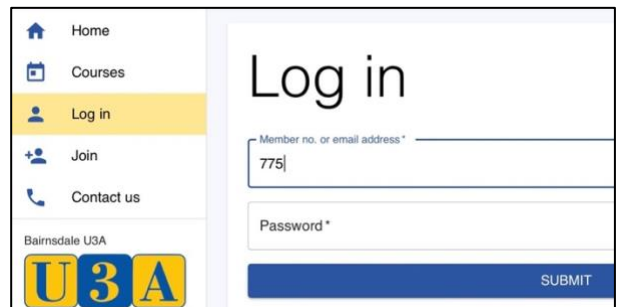 Home
Courses
Log in
Join
Contact us
Bairnsdale U3A
U3A
Log in
Member no. or email address *
775
Password *
SUBMIT